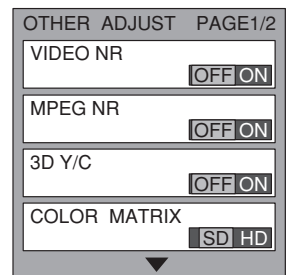 OTHER ADJUST PAGE1/2
VIDEO NR
OFF ON
MPEG NR
OFF ON
3D Y/C
OFF ON
COLOR MATRIX
SD HD